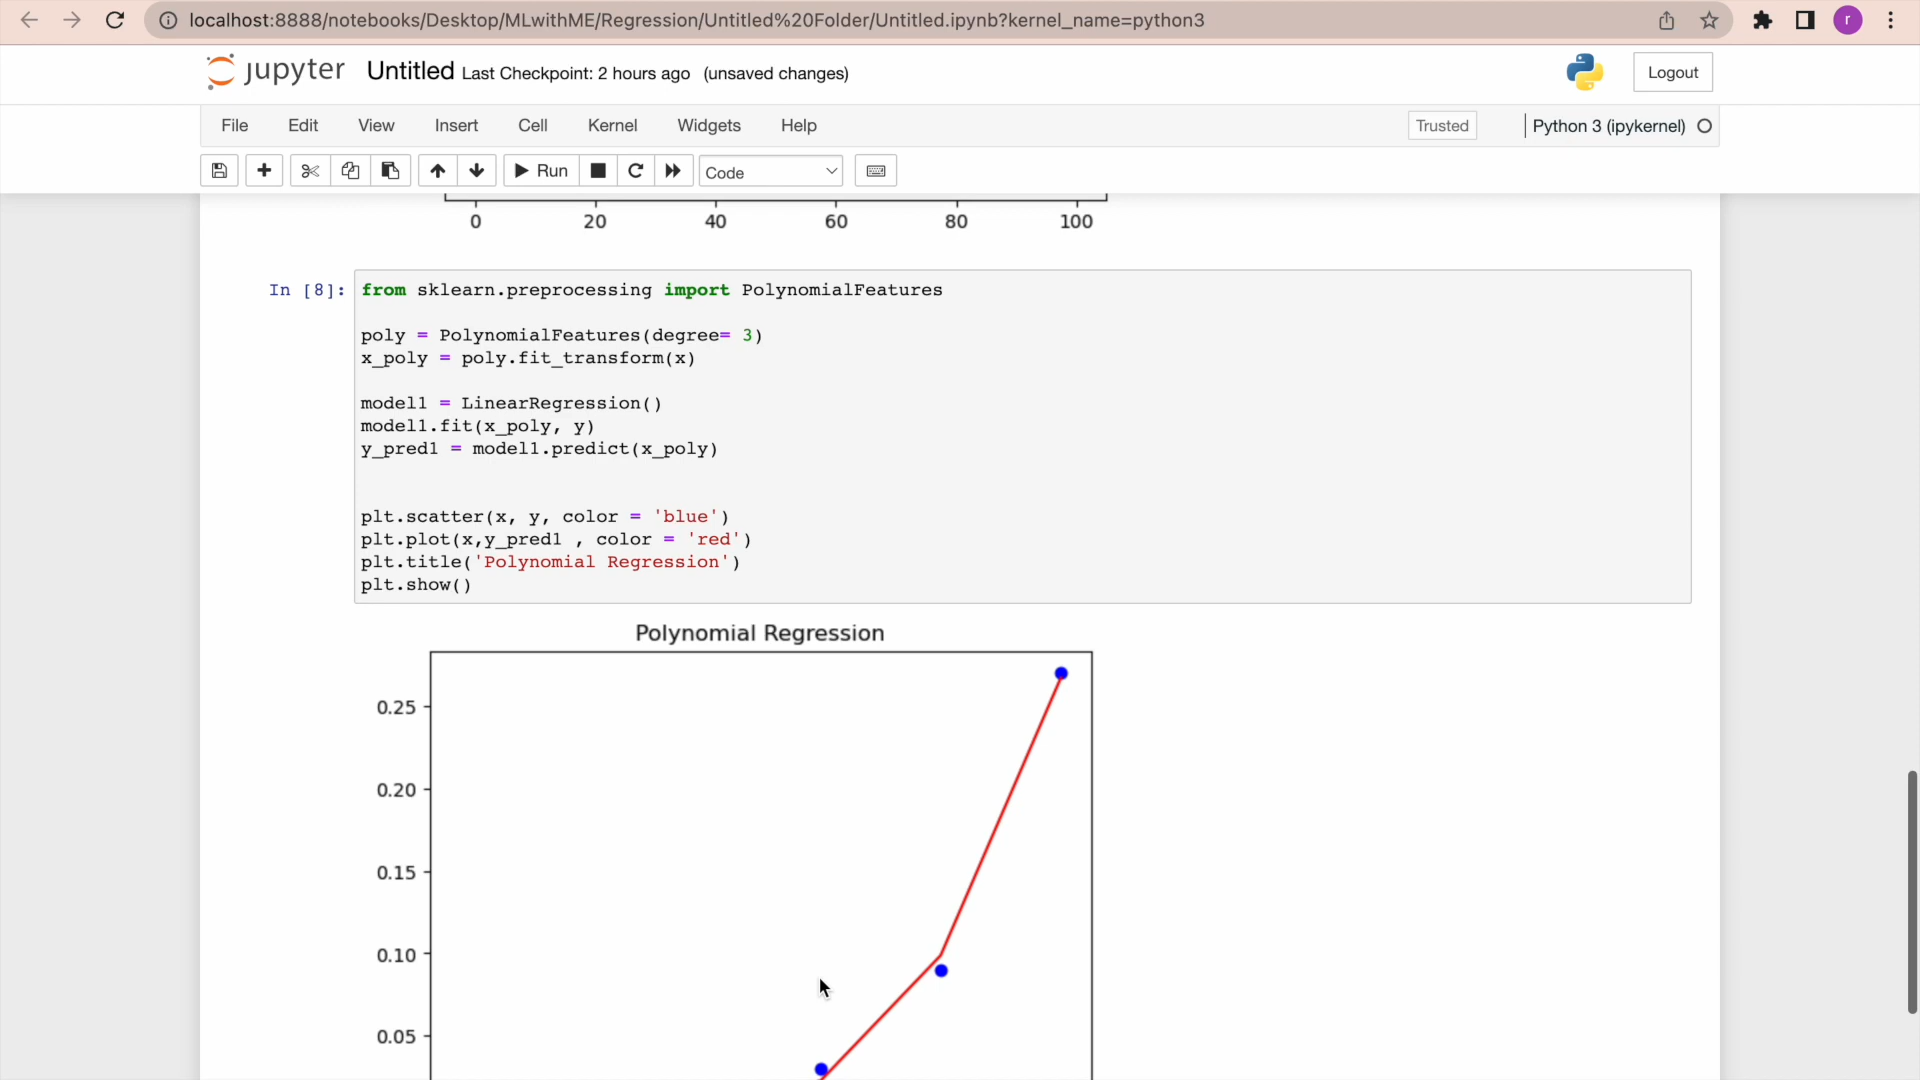 localhost:8888/notebooks/Desktop/MLwithME/Regression/Untitled%20Folder/Untitled.ipynb?kernel_name=python3
r
jupyter Untitled Last Checkpoint: 2 hours ago (unsaved changes)
Logout
File Edit View Insert Cell Kernel Widgets Help
Trusted
Python 3 (ipykernel)
Run
Code
0 20 40 60 80 100
In [8]: from sklearn.preprocessing import PolynomialFeatures
poly = PolynomialFeatures(degree= 3)
x_poly = poly.fit_transform(x)
model1 = LinearRegression()
model1.fit(x_poly, y)
y_pred1 = model1.predict(x_poly)
plt.scatter(x, y, color = 'blue')
plt.plot(x,y_pred1 , color = 'red')
plt.title('Polynomial Regression')
plt.show()
Polynomial Regression
0.25
0.20
0.15
0.10
0.05